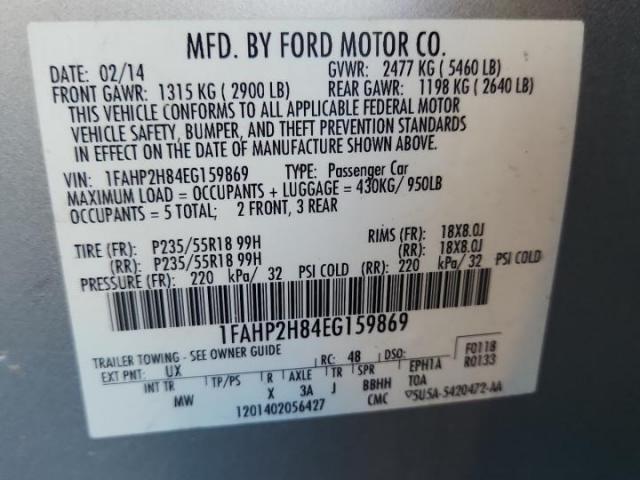 MFD. BY FORD MOTOR CO.
DATE: 02/14 GVWR: 2477 KG ( 5460 LB)
FRONT GAWR: 1315 KG ( 2900 LB) REAR GAWR: 1198 KG ( 2640 LB)
THIS VEHICLE CONFORMS TO ALL APPLICABLE FEDERAL MOTOR
VEHICLE SAFETY, BUMPER, AND THEFT PREVENTION STANDARDS
IN EFFECT ON THE DATE OF MANUFACTURE SHOWN ABOVE.
VIN: 1FAHP2H84EG159869 TYPE: Passenger Car
MAXIMUM LOAD = OCCUPANTS + LUGGAGE = 430KG/ 950LB
OCCUPANTS = 5 TOTAL; 2 FRONT, 3 REAR
TIRE (FR): P235/55R18 99H RIMS (FR): 18X8.0J
(RR): P235/55R18 99H (RR): 18X8.0J
PRESSURE (FR): 220 kPa/ 32 PSI COLD (RR): 220 kPa/ 32 PSI COLD
1FAHP2H84EG159869
TRAILER TOWING - SEE OWNER GUIDE RC: 48 DSO: F0118
EXT PNT: UX EPH1A R0133
INT TR TP/PS R AXLE TR SPR TOA
MW X 3A J BBHH CMC ▽5U5A-5420472-AA
1201402056427